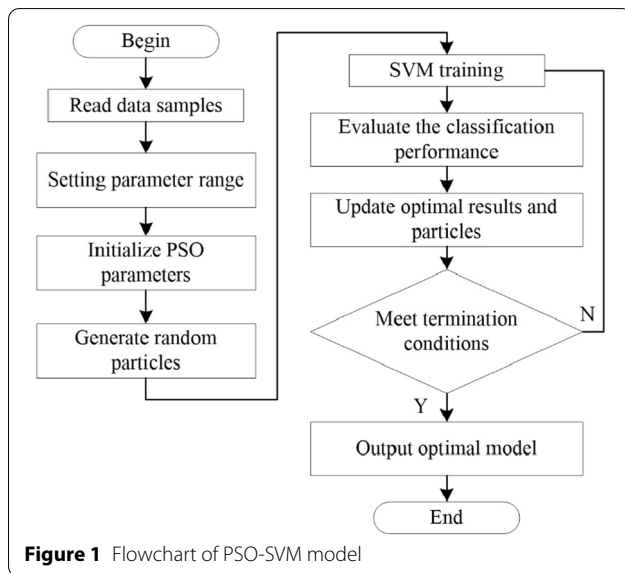 Begin
Read data samples
Setting parameter range
Initialize PSO
parameters
Generate random
particles
SVM training
Evaluate the classification
performance
Update optimal results and
particles
Meet termination
conditions
N
Y
Output optimal model
End
Figure 1 Flowchart of PSO-SVM model